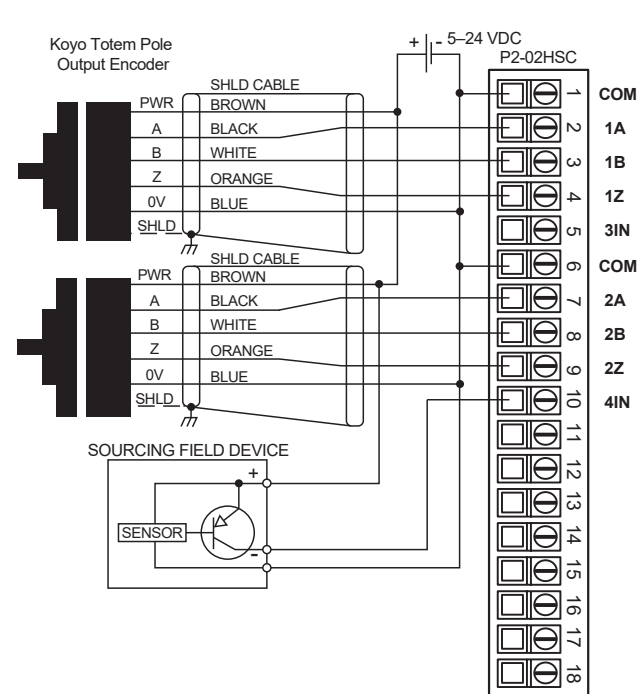 + - 5–24 VDC
Koyo Totem Pole
Output Encoder
P2-02HSC
SHLD CABLE
PWR BROWN
A BLACK
B WHITE
Z ORANGE
0V BLUE
SHLD
SHLD CABLE
PWR BROWN
A BLACK
B WHITE
Z ORANGE
0V BLUE
SHLD
SOURCING FIELD DEVICE
+
SENSOR
-
1 COM
2 1A
3 1B
4 1Z
5 3IN
6 COM
7 2A
8 2B
9 2Z
10 4IN
11
12
13
14
15
16
17
18